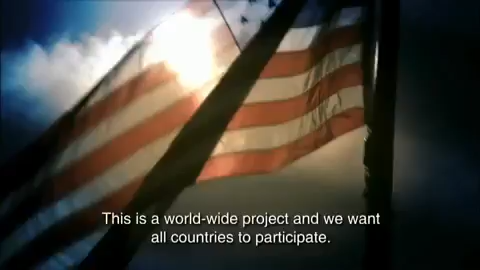 This is a world-wide project and we want
all countries to participate.